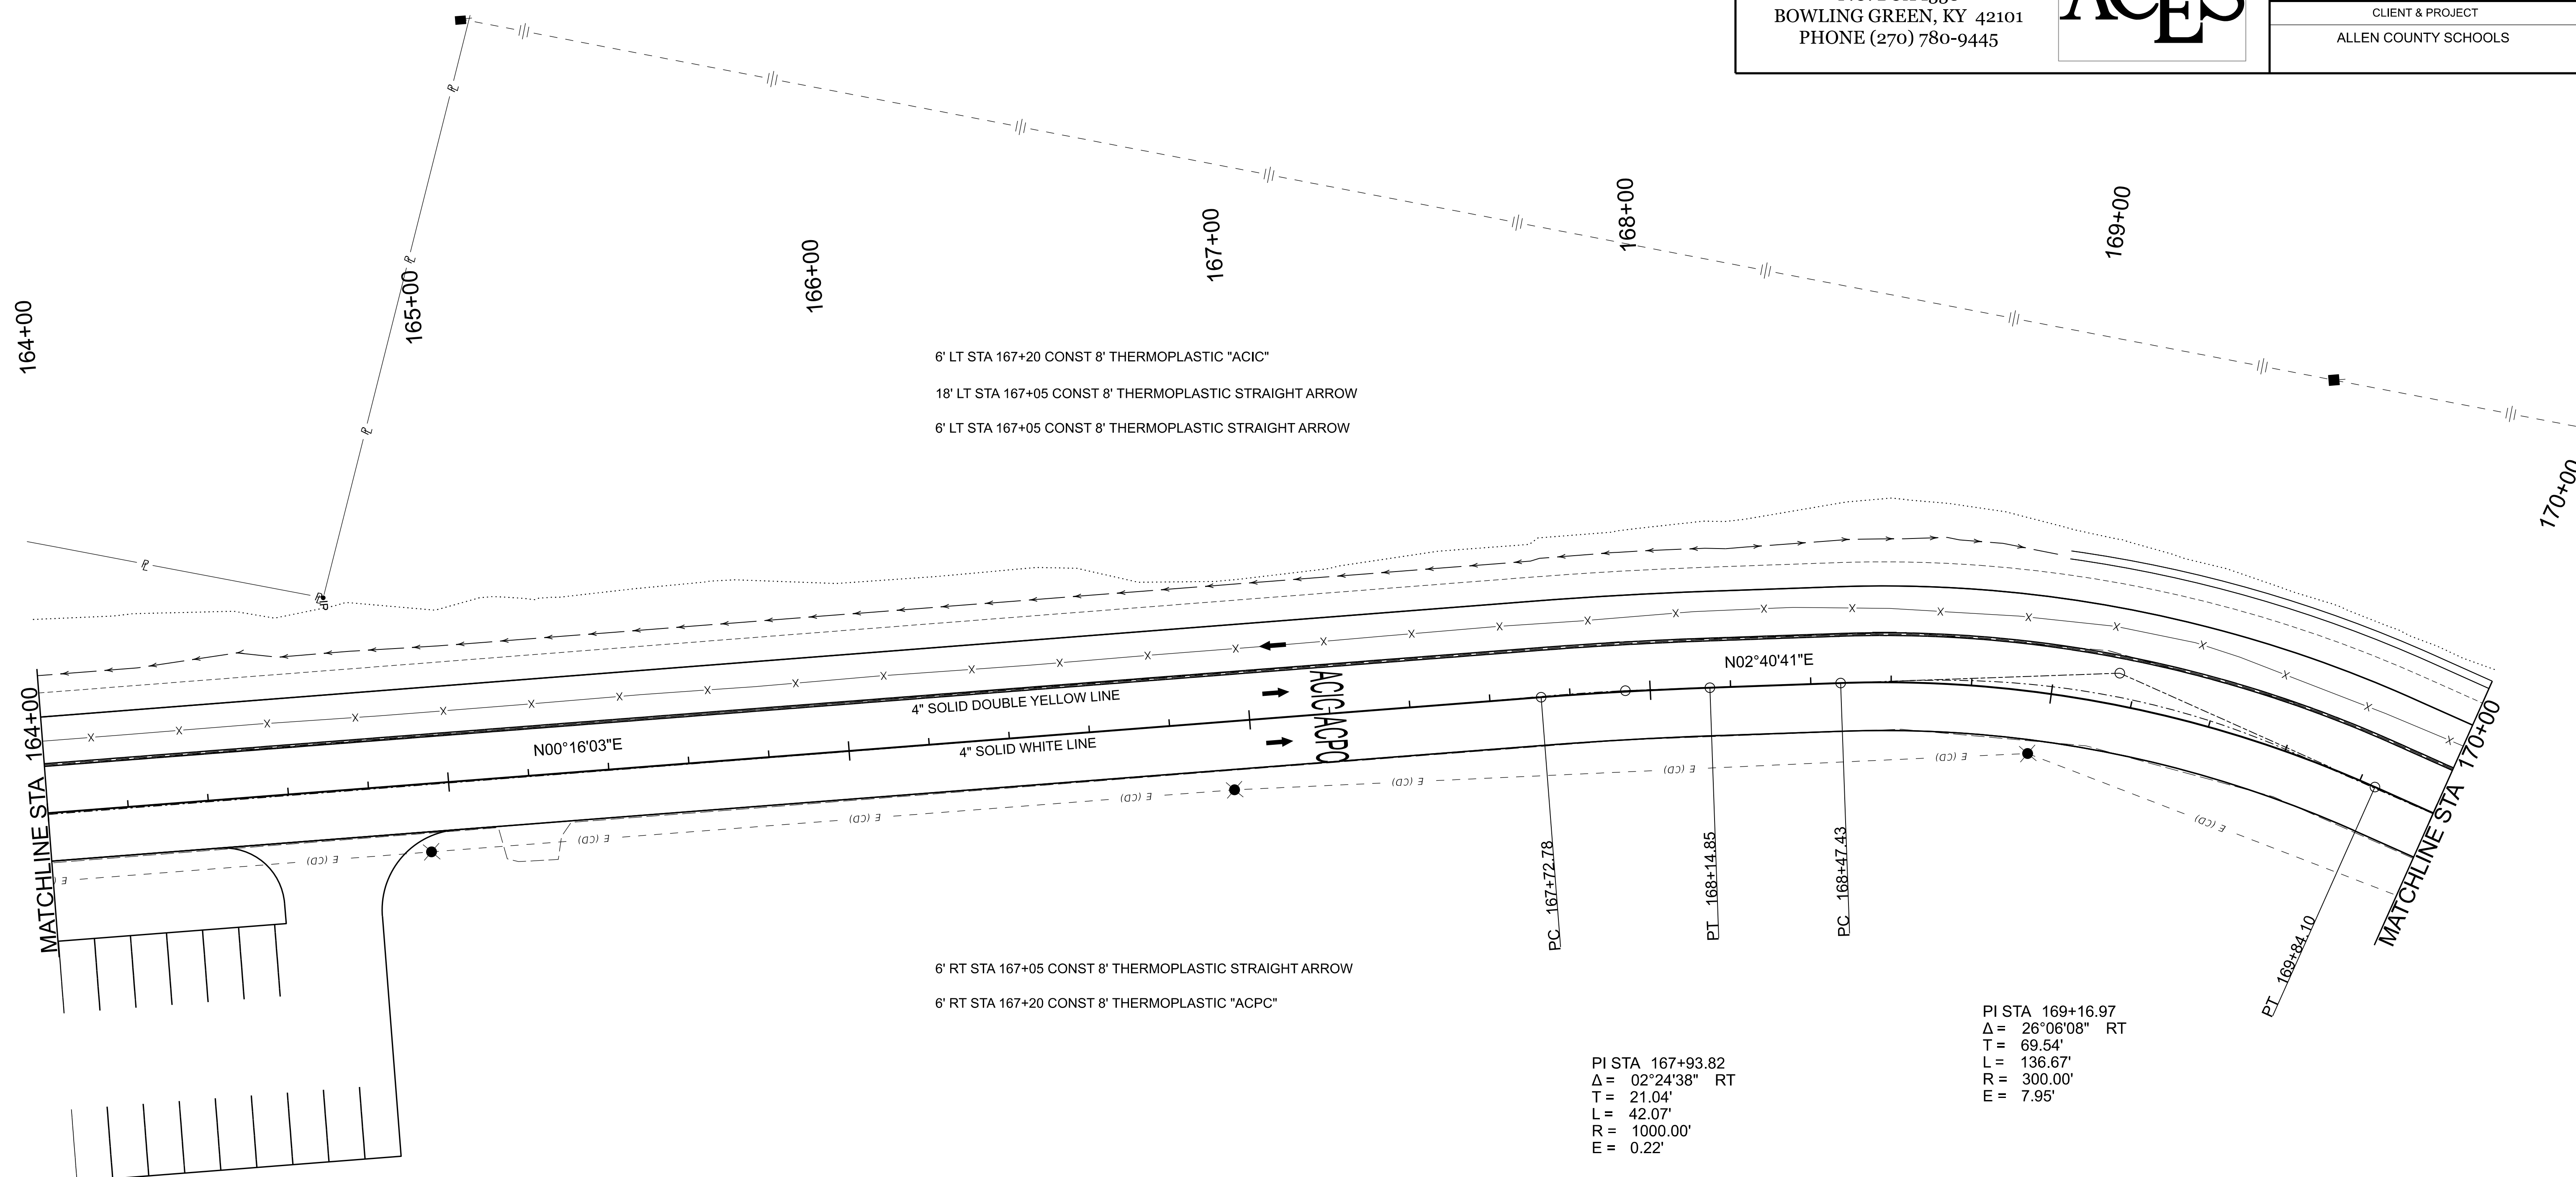 BOWLING GREEN, KY 42101
PHONE (270) 780-9445
ACES
CLIENT & PROJECT
ALLEN COUNTY SCHOOLS
164+00
165+00
166+00
167+00
168+00
169+00
170+00
6' LT STA 167+20 CONST 8' THERMOPLASTIC "ACIC"
18' LT STA 167+05 CONST 8' THERMOPLASTIC STRAIGHT ARROW
6' LT STA 167+05 CONST 8' THERMOPLASTIC STRAIGHT ARROW
IP
MATCHLINE STA 164+00
N00°16'03"E
4" SOLID DOUBLE YELLOW LINE
4" SOLID WHITE LINE
ACIC
ACPC
N02°40'41"E
E (CD)
E (CD)
E (CD)
E (CD)
E (CD)
E (CD)
E (CD)
E (CD)
E
MATCHLINE STA 170+00
PC 167+72.78
PT 168+14.85
PC 168+47.43
PT 169+84.10
6' RT STA 167+05 CONST 8' THERMOPLASTIC STRAIGHT ARROW
6' RT STA 167+20 CONST 8' THERMOPLASTIC "ACPC"
PI STA 167+93.82
Δ = 02°24'38" RT
T = 21.04'
L = 42.07'
R = 1000.00'
E = 0.22'
PI STA 169+16.97
Δ = 26°06'08" RT
T = 69.54'
L = 136.67'
R = 300.00'
E = 7.95'